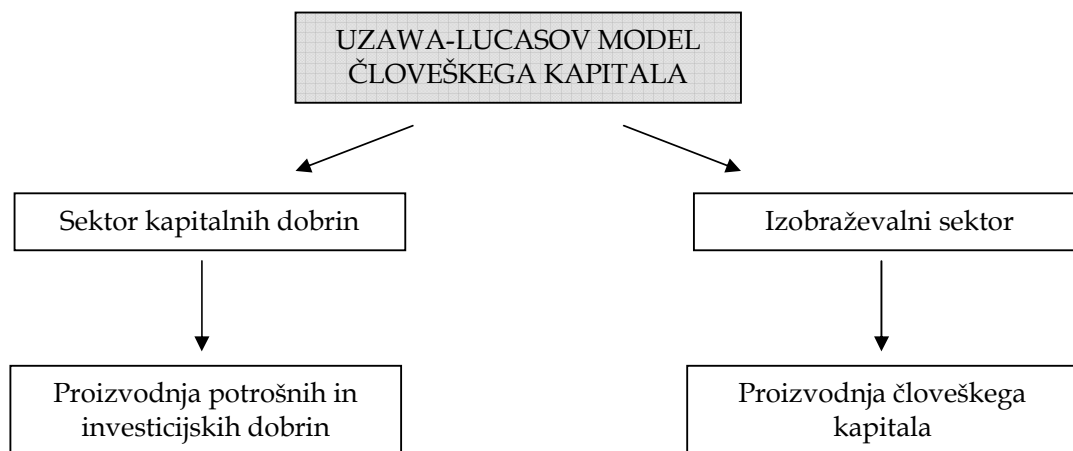 UZAWA-LUCASOV MODEL
ČLOVEŠKEGA KAPITALA
Sektor kapitalnih dobrin
Izobraževalni sektor
Proizvodnja potrošnih in
investicijskih dobrin
Proizvodnja človeškega
kapitala